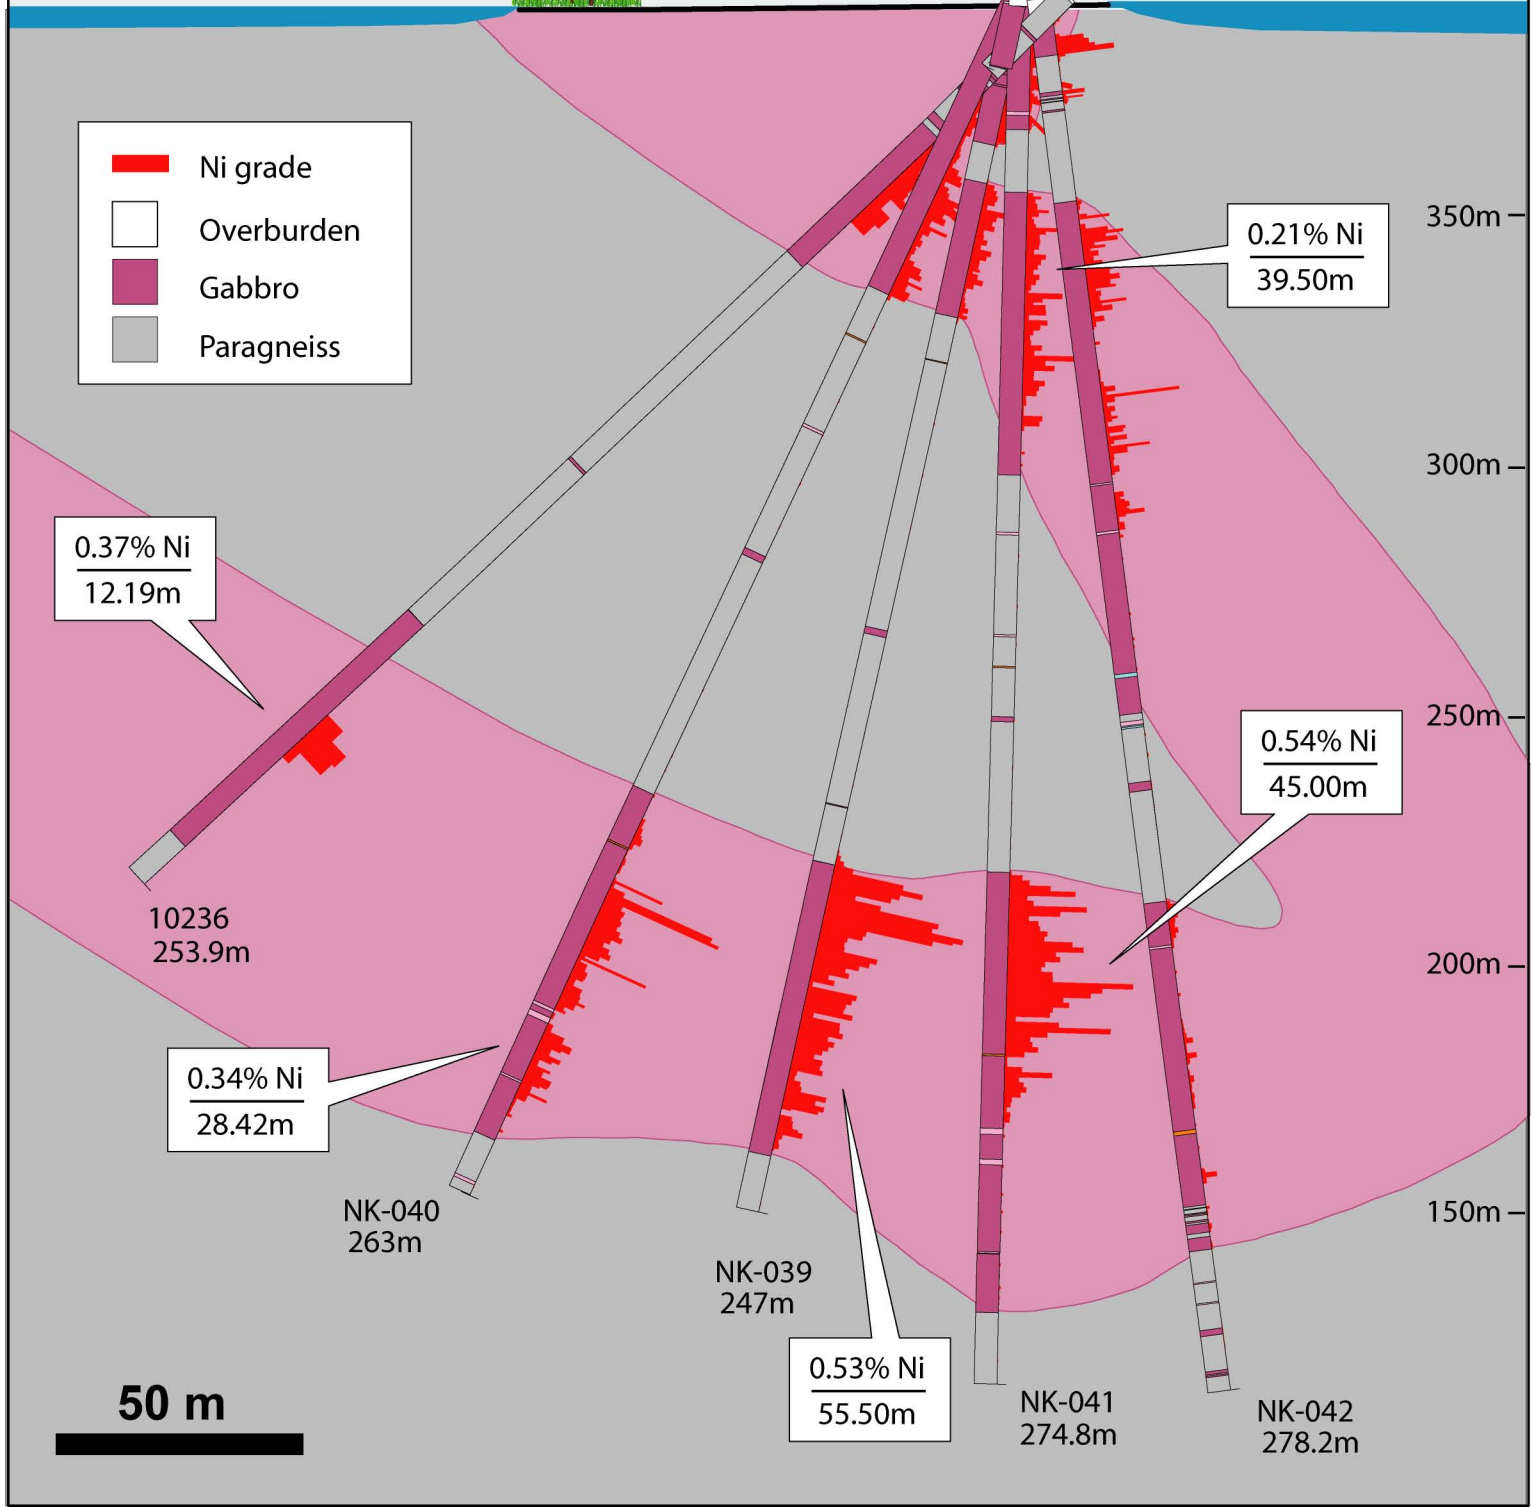 Ni grade
Overburden
Gabbro
Paragneiss
350m
0.21% Ni
39.50m
300m
0.37% Ni
12.19m
250m
0.54% Ni
45.00m
10236
253.9m
200m
0.34% Ni
28.42m
NK-040
263m
150m
NK-039
247m
0.53% Ni
55.50m
50 m
NK-041
274.8m
NK-042
278.2m